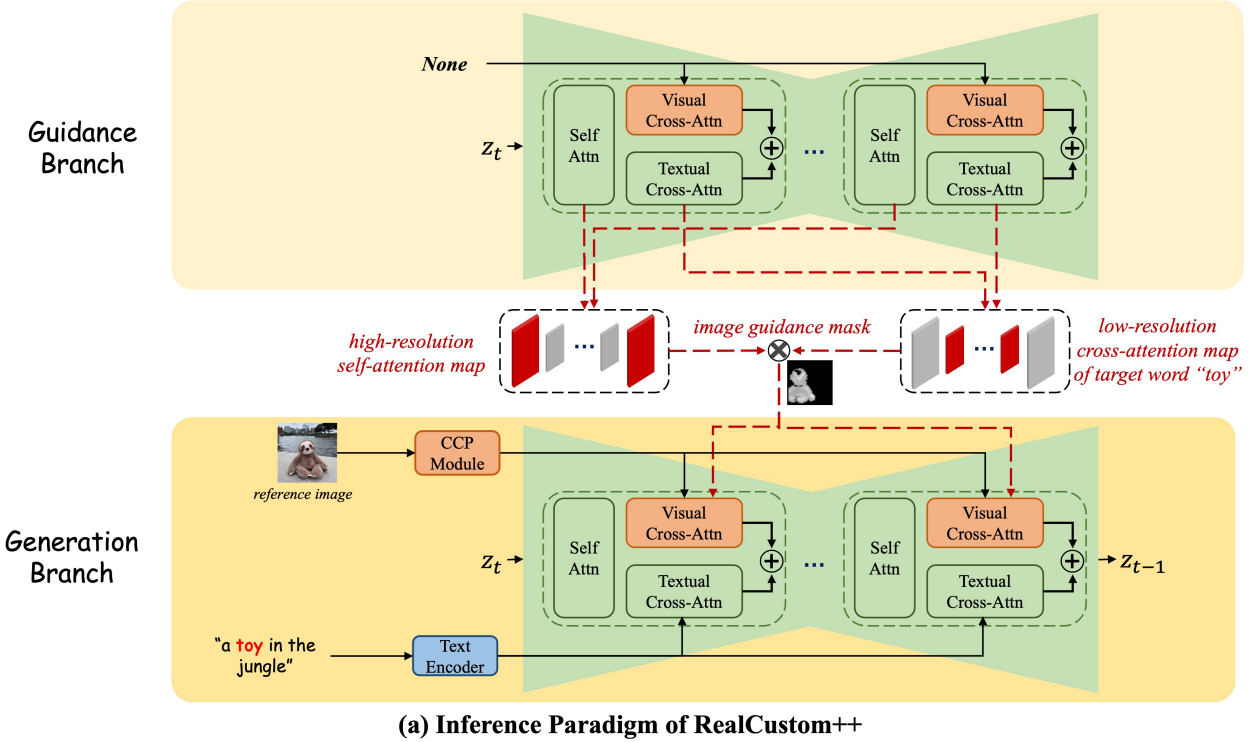 Guidance
Branch
None
Z_t
Self
Attn
Visual
Cross-Attn
Textual
Cross-Attn
+
...
Self
Attn
Visual
Cross-Attn
Textual
Cross-Attn
+
high-resolution
self-attention map
...
image guidance mask
...
low-resolution
cross-attention map
of target word “toy”
Generation
Branch
reference image
CCP
Module
Z_t
Self
Attn
Visual
Cross-Attn
Textual
Cross-Attn
+
...
Self
Attn
Visual
Cross-Attn
Textual
Cross-Attn
+
Z_{t−1}
“a toy in the
jungle”
Text
Encoder
(a) Inference Paradigm of RealCustom++